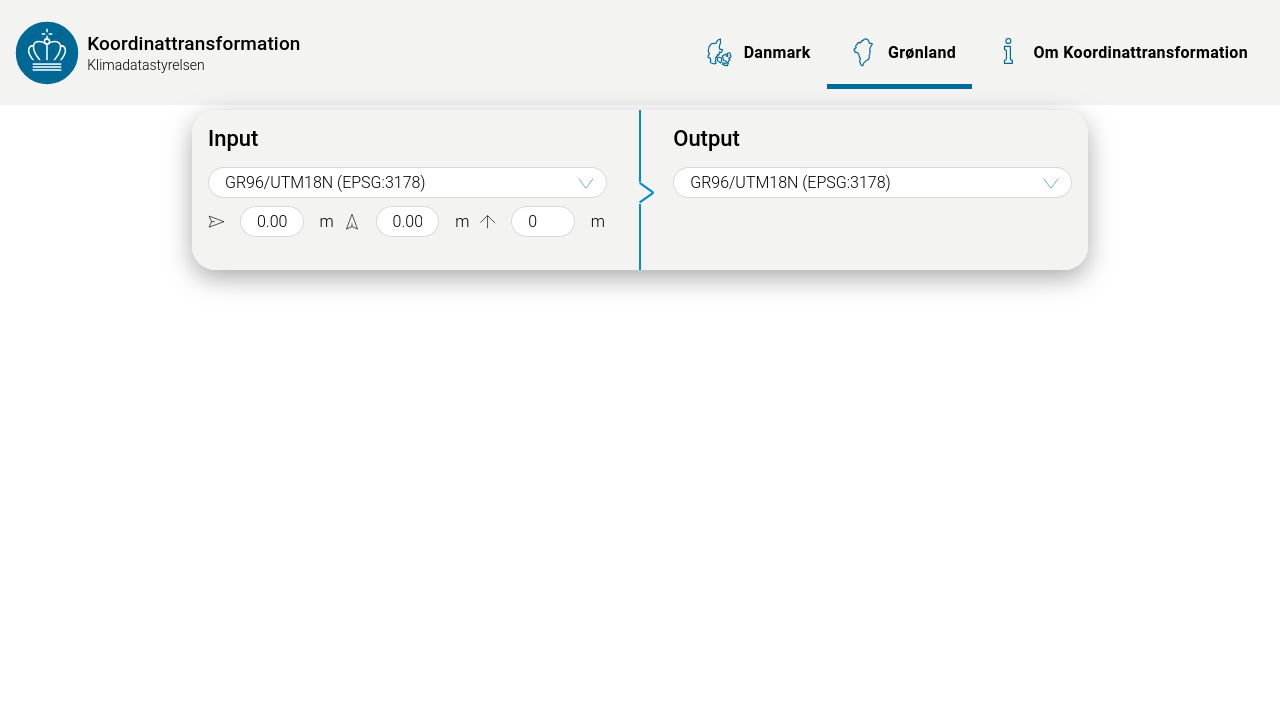 Koordinattransformation
Klimadatastyrelsen
Danmark
Grønland
Om Koordinattransformation
Input
GR96/UTM18N (EPSG:3178)
0.00 m 0.00 m 0 m
Output
GR96/UTM18N (EPSG:3178)